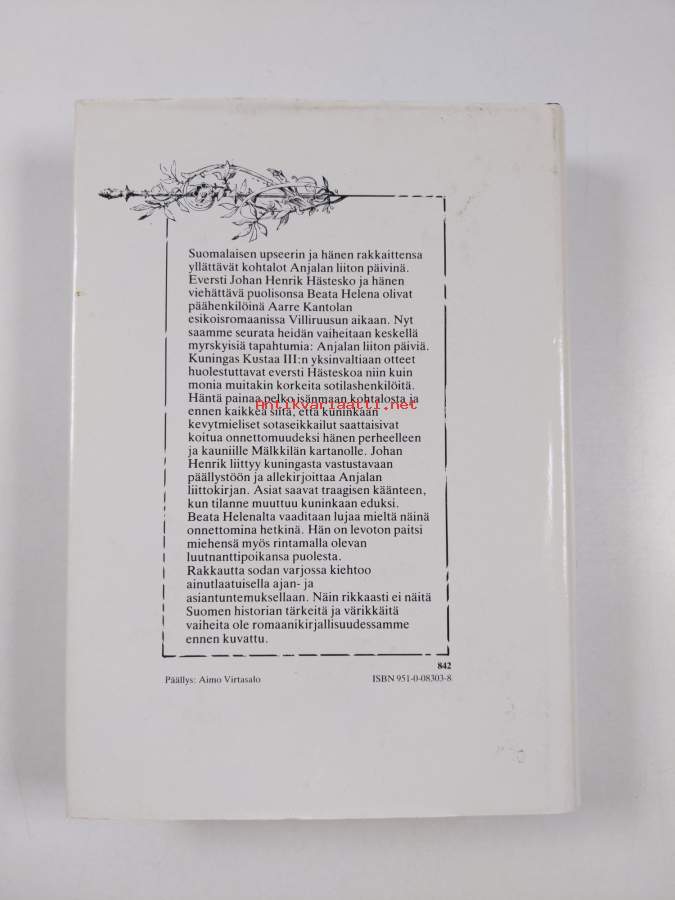 Suomalaisen upseerin ja hänen rakkaittensa
yllättävät kohtalot Anjalan liiton päivinä.
Eversti Johan Henrik Hästesko ja hänen
viehättävä puolisonsa Beata Helena olivat
päähenkilöinä Aarre Kantolan
esikoisromaanissa Villiruusun aikaan. Nyt
saamme seurata heidän vaiheitaan keskellä
myrskyisiä tapahtumia: Anjalan liiton päiviä.
Kuningas Kustaa III:n yksinvaltiaan otteet
huolestuttavat eversti Hästeskoa niin kuin
monia muitakin korkeita sotilashenkilöitä.
Häntä painaa pelko isänmaan kohtalosta ja
Antikvariaatti.net
ennen kaikkea siitä, että kuninkaan
kevytmieliset sotaseikkailut saattaisivat
koitua onnettomuudeksi hänen perheelleen
ja kauniille Mälkkilän kartanolle. Johan
Henrik liittyy kuningasta vastustavaan
päällystöön ja allekirjoittaa Anjalan
liittokirjan. Asiat saavat traagisen käänteen,
kun tilanne muuttuu kuninkaan eduksi.
Beata Helenalta vaaditaan lujaa mieltä näinä
onnettomina hetkinä. Hän on levoton paitsi
miehensä myös rintamalla olevan
luutnanttipoikansa puolesta.
Rakkautta sodan varjossa kiehtoo
ainutlaatuisella ajan- ja
asiantuntemuksellaan. Näin rikkaasti ei näitä
Suomen historian tärkeitä ja värikkäitä
vaiheita ole romaanikirjallisuudessamme
ennen kuvattu.
842
Päällys: Aimo Virtasalo ISBN 951-0-08303-8